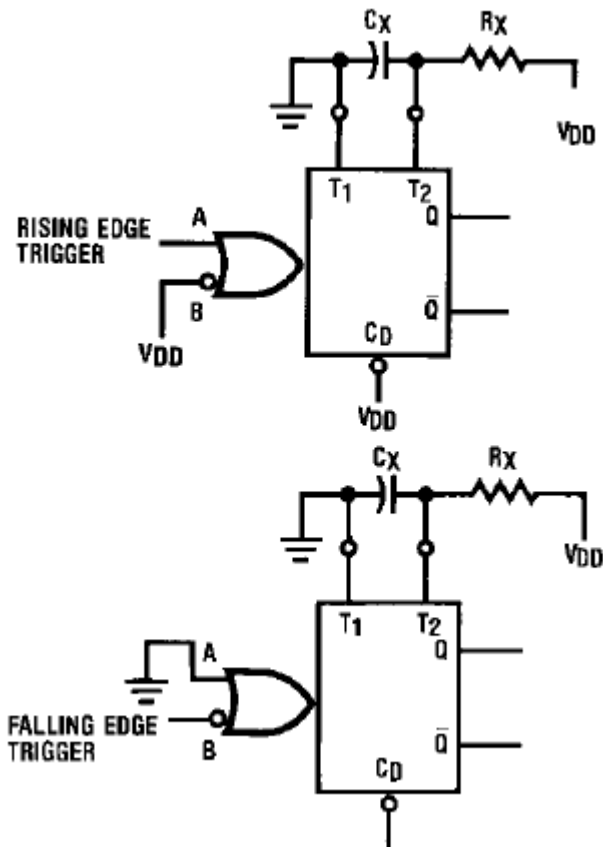 CX
RX
VDD
T1
T2
Q
RISING EDGE
TRIGGER
A
B
VDD
Q̅
CD
VDD
CX
RX
VDD
T1
T2
Q
A
FALLING EDGE
TRIGGER
B
Q̅
CD